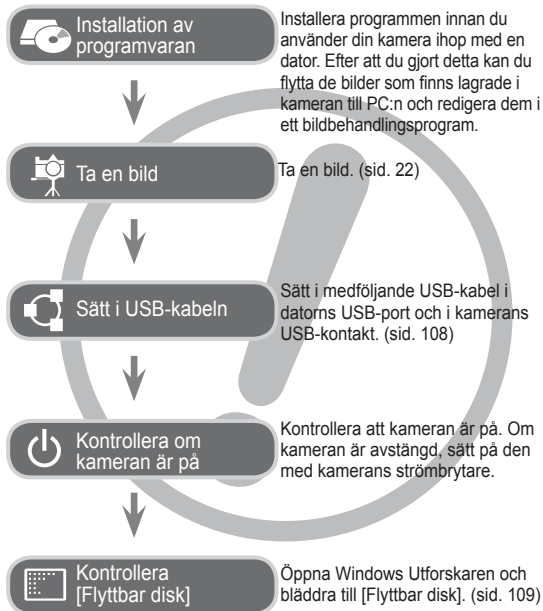 Installation av
programvaran
Installera programmen innan du
använder din kamera ihop med en
dator. Efter att du gjort detta kan du
flytta de bilder som finns lagrade i
kameran till PC:n och redigera dem i
ett bildbehandlingsprogram.
Ta en bild
Ta en bild. (sid. 22)
Sätt i USB-kabeln
Sätt i medföljande USB-kabel i
datorns USB-port och i kamerans
USB-kontakt. (sid. 108)
Kontrollera om
kameran är på
Kontrollera att kameran är på. Om
kameran är avstängd, sätt på den
med kamerans strömbrytare.
Kontrollera
[Flyttbar disk]
Öppna Windows Utforskaren och
bläddra till [Flyttbar disk]. (sid. 109)